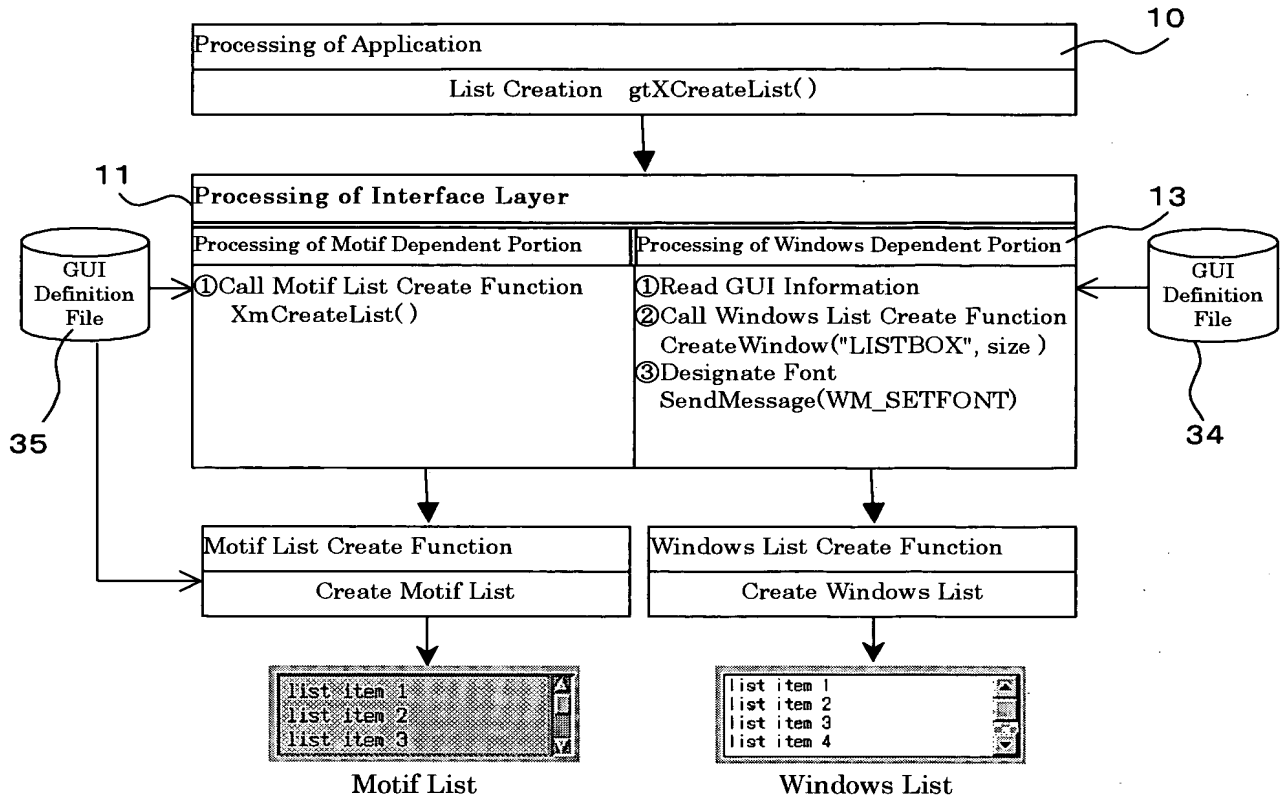 10
Processing of Application
List Creation gtXCreateList( )
11
Processing of Interface Layer
13
Processing of Motif Dependent Portion
Processing of Windows Dependent Portion
GUI
Definition
File
35
①Call Motif List Create Function
XmCreateList( )
①Read GUI Information
②Call Windows List Create Function
CreateWindow("LISTBOX", size )
③Designate Font
SendMessage(WM_SETFONT)
GUI
Definition
File
34
Motif List Create Function
Create Motif List
Windows List Create Function
Create Windows List
list item 1
list item 2
list item 3
Motif List
list item 1
list item 2
list item 3
list item 4
Windows List